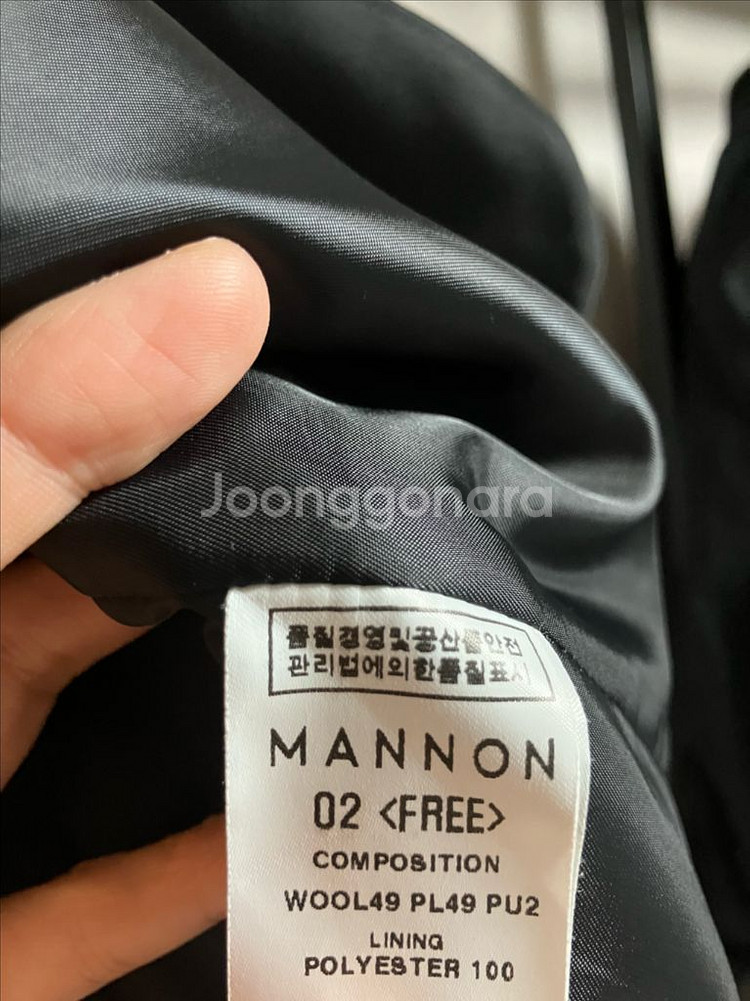 Joonggonara
품질경영및공산품안전
관리법에의한품질표시
MANNON
02 <FREE>
COMPOSITION
WOOL49 PL49 PU2
LINING
POLYESTER 100